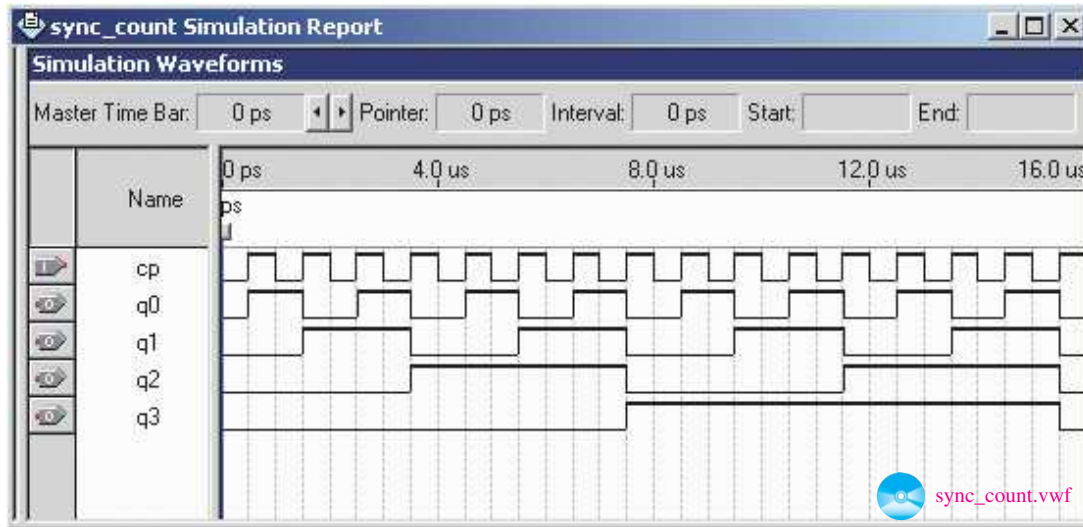 sync_count Simulation Report
Simulation Waveforms
Master Time Bar: 0 ps Pointer: 0 ps Interval: 0 ps Start: End:
Name
0 ps 4.0 us 8.0 us 12.0 us 16.0 us
ps
cp
q0
q1
q2
q3
sync_count.vwf